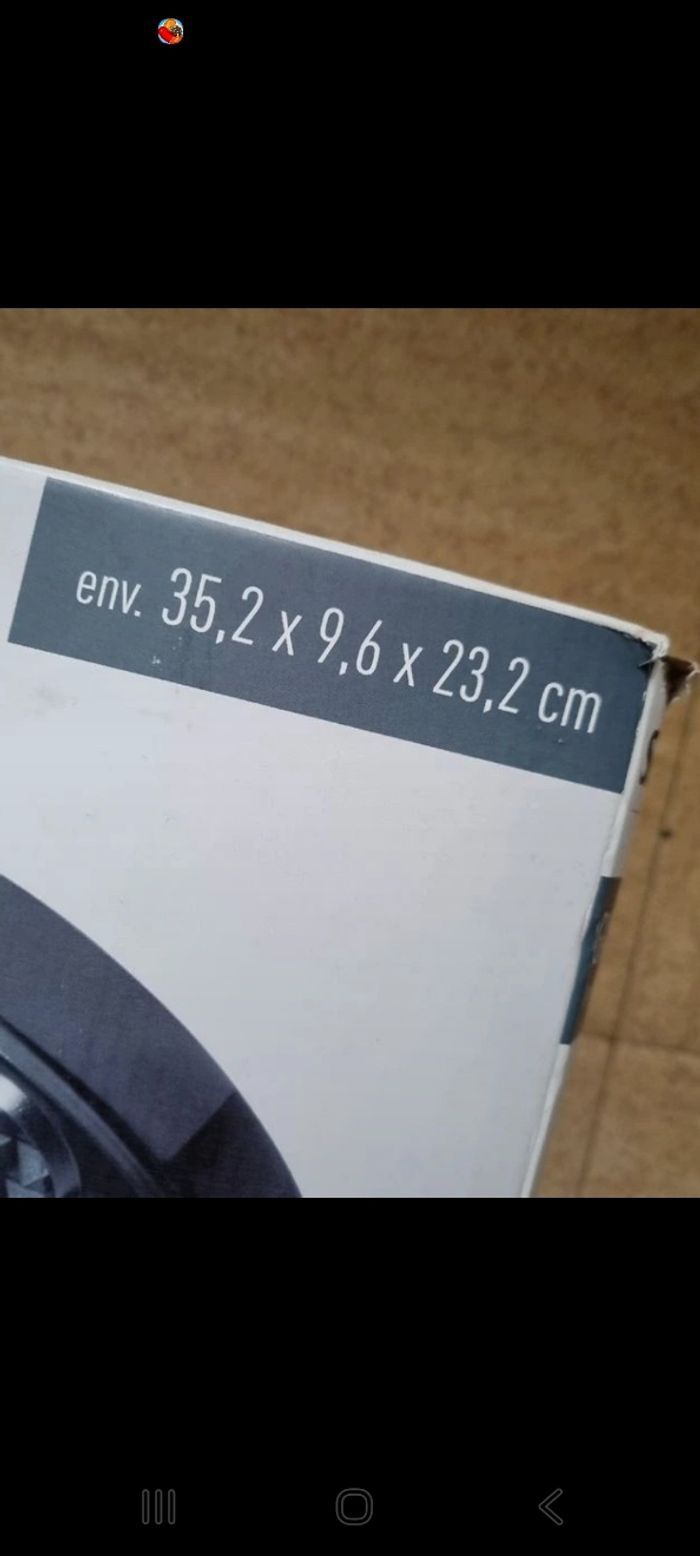 env. 35,2 x 9,6 x 23,2 cm